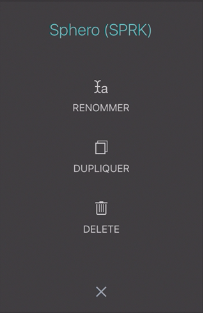 Sphero (SPRK)
RENOMMER
DUPLIQUER
DELETE